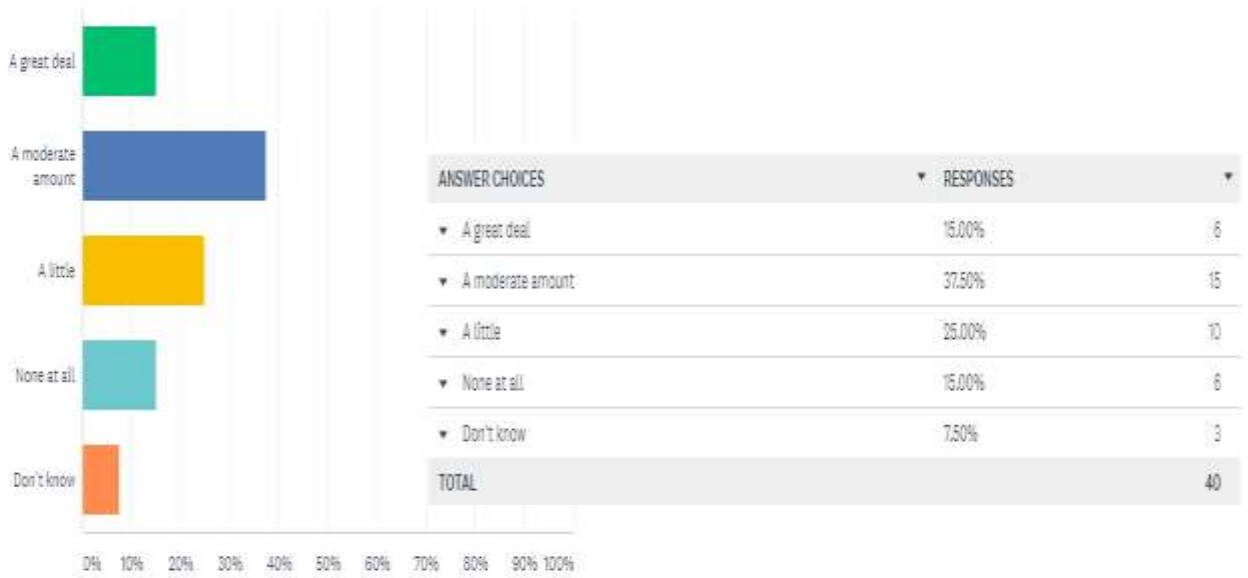 A great deal
A moderate
amount
A little
None at all
Don't know
0% 10% 20% 30% 40% 50% 60% 70% 80% 90% 100%
ANSWER CHOICES RESPONSES
A great deal 15.00% 6
A moderate amount 37.50% 15
A little 25.00% 10
None at all 15.00% 6
Don't know 7.50% 3
TOTAL 40